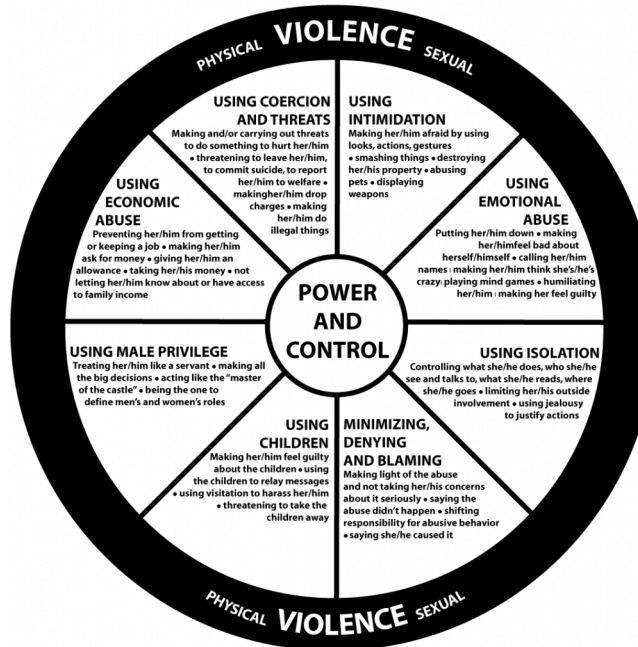 PHYSICAL VIOLENCE SEXUAL
USING COERCION
AND THREATS
Making and/or carrying out threats
to do something to hurt her/him
• threatening to leave her/him,
to commit suicide, to report
her/him to welfare •
makingher/him drop
charges • making
her/him do
illegal things
USING
INTIMIDATION
Making her/him afraid by using
looks, actions, gestures
• smashing things • destroying
her/his property • abusing
pets • displaying
weapons
USING
ECONOMIC
ABUSE
Preventing her/him from getting
or keeping a job • making her/him
ask for money • giving her/him an
allowance • taking her/his money • not
letting her/him know about or have access
to family income
USING
EMOTIONAL
ABUSE
Putting her/him down • making
her/himfeel bad about
herself/himself • calling her/him
names making her/him think she's/he's
crazy playing mind games • humiliating
her/him making her feel guilty
POWER
AND
CONTROL
USING MALE PRIVILEGE
Treating her/him like a servant • making all
the big decisions • acting like the "master
of the castle" • being the one to
define men's and women's roles
USING ISOLATION
Controlling what she/he does, who she/he
see and talks to, what she/he reads, where
she/he goes • limiting her/his outside
involvement • using jealousy
to justify actions
USING
CHILDREN
Making her/him feel guilty
about the children • using
the children to relay messages
• using visitation to harass her/him
• threatening to take the
children away
MINIMIZING,
DENYING
AND BLAMING
Making light of the abuse
and not taking her/his concerns
about it seriously • saying the
abuse didn't happen • shifting
responsibility for abusive behavior
• saying she/he caused it
PHYSICAL VIOLENCE SEXUAL